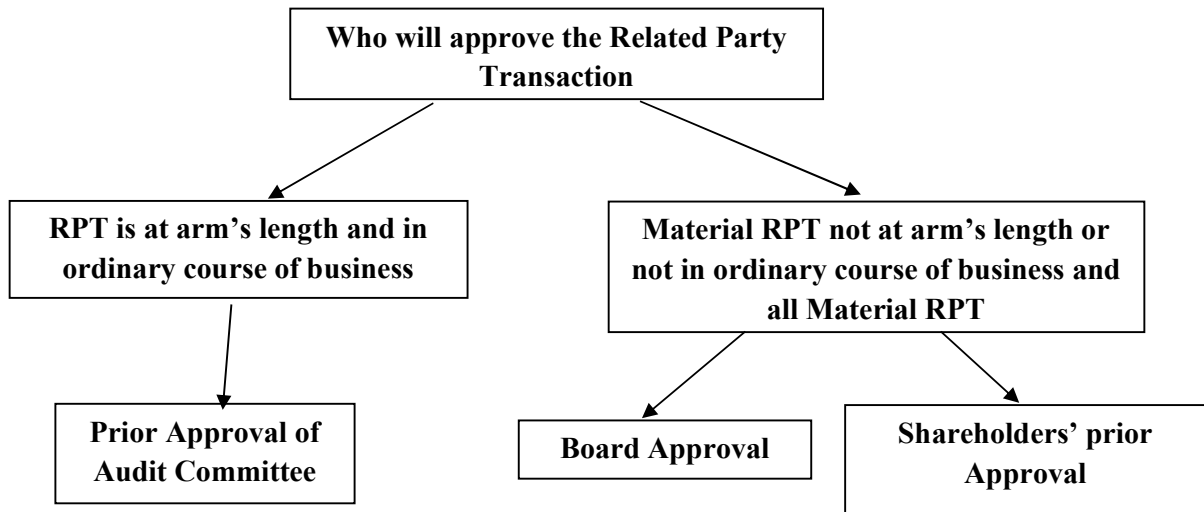 Who will approve the Related Party
Transaction
RPT is at arm’s length and in
ordinary course of business
Material RPT not at arm’s length or
not in ordinary course of business and
all Material RPT
Prior Approval of
Audit Committee
Board Approval
Shareholders’ prior
Approval